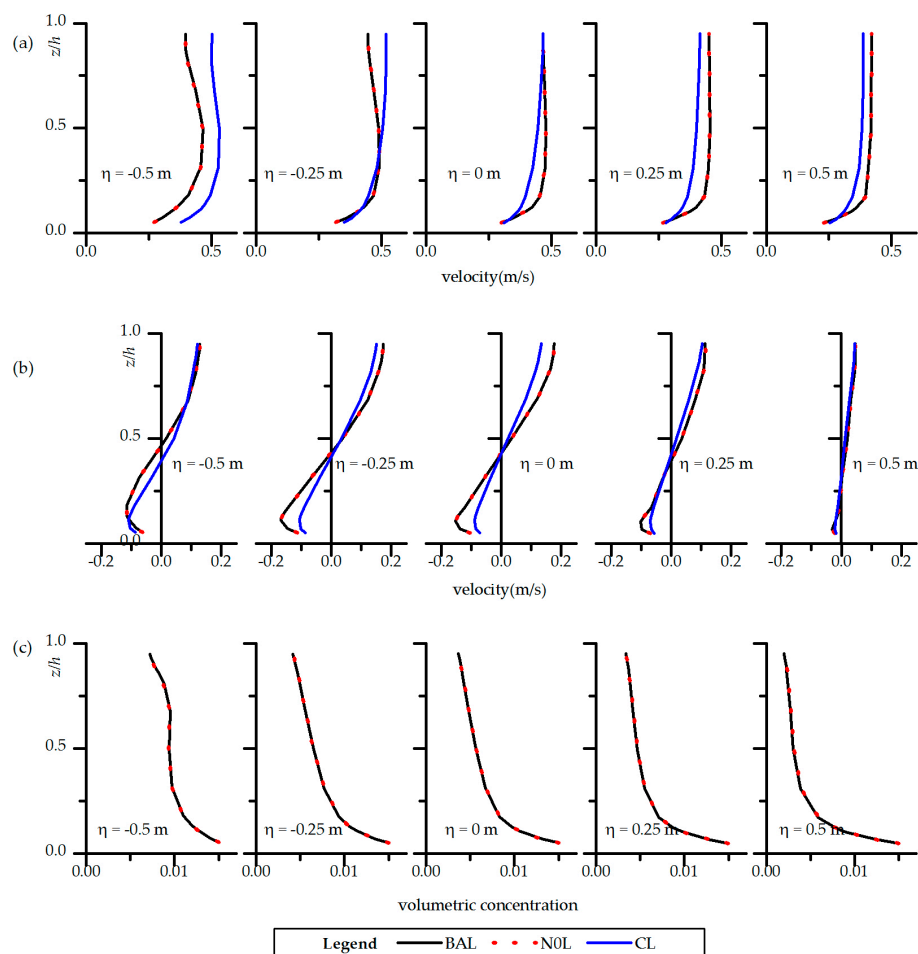 (a)
z/h
1.0
0.5
0.0
η = -0.5 m
η = -0.25 m
η = 0 m
η = 0.25 m
η = 0.5 m
0.0 0.5 0.0 0.5 0.0 0.5 0.0 0.5 0.0 0.5
velocity(m/s)
(b)
z/h
1.0
0.5
0.0
η = -0.5 m
η = -0.25 m
η = 0 m
η = 0.25 m
η = 0.5 m
-0.2 0.0 0.2 -0.2 0.0 0.2 -0.2 0.0 0.2 -0.2 0.0 0.2 -0.2 0.0 0.2
velocity(m/s)
(c)
z/h
1.0
0.5
0.0
η = -0.5 m
η = -0.25 m
η = 0 m
η = 0.25 m
η = 0.5 m
0.00 0.01 0.00 0.01 0.00 0.01 0.00 0.01 0.00 0.01
volumetric concentration
Legend BAL N0L CL